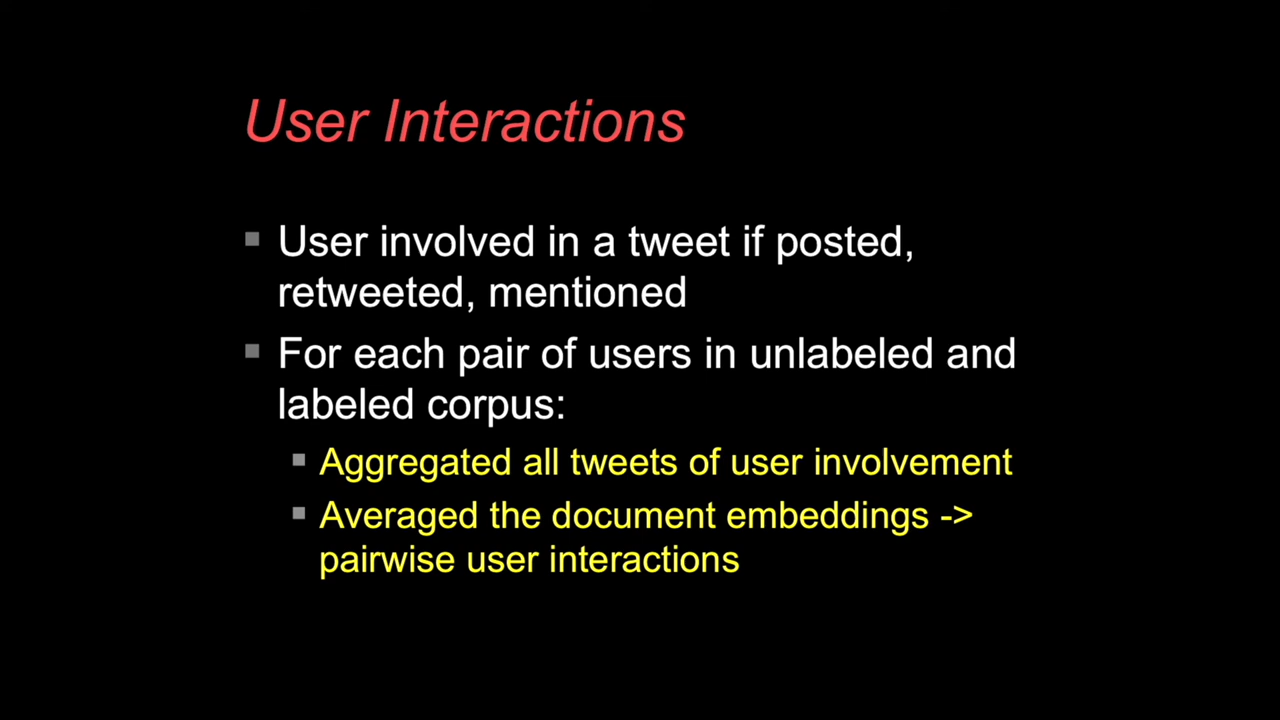 User Interactions
User involved in a tweet if posted,
retweeted, mentioned
For each pair of users in unlabeled and
labeled corpus:
Aggregated all tweets of user involvement
Averaged the document embeddings ->
pairwise user interactions